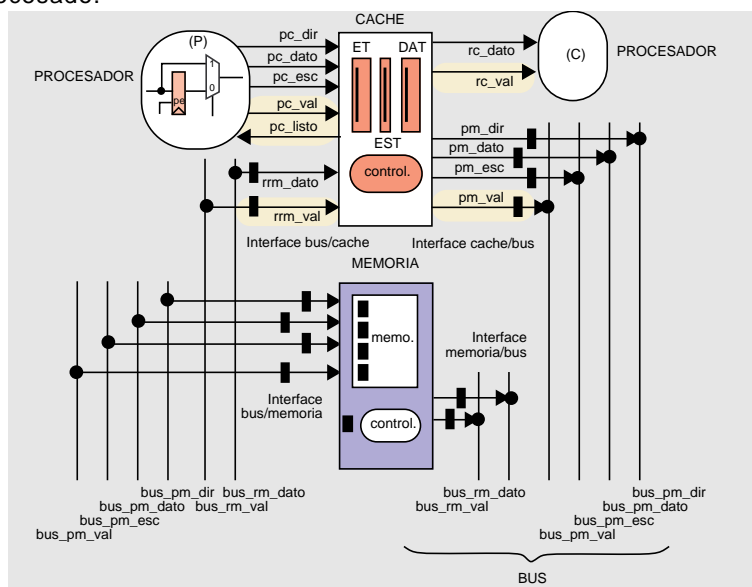 ocesado.
CACHE
(P)
pc_dir
ET DAT
rc_dato
(C)
PROCESADOR
PROCESADOR
pc_dato
pc_esc
1
0
pe
rc_val
pc_val
pc_listo
EST
pm_dir
pm_dato
control.
pm_esc
rrm_dato
pm_val
rrm_val
Interface bus/cache
Interface cache/bus
MEMORIA
memo.
Interface
memoria/bus
Interface
bus/memoria
control.
bus_pm_dir
bus_rm_dato
bus_pm_dato
bus_rm_val
bus_pm_esc
bus_pm_val
bus_rm_dato
bus_rm_val
bus_pm_dir
bus_pm_dato
bus_pm_esc
bus_pm_val
BUS